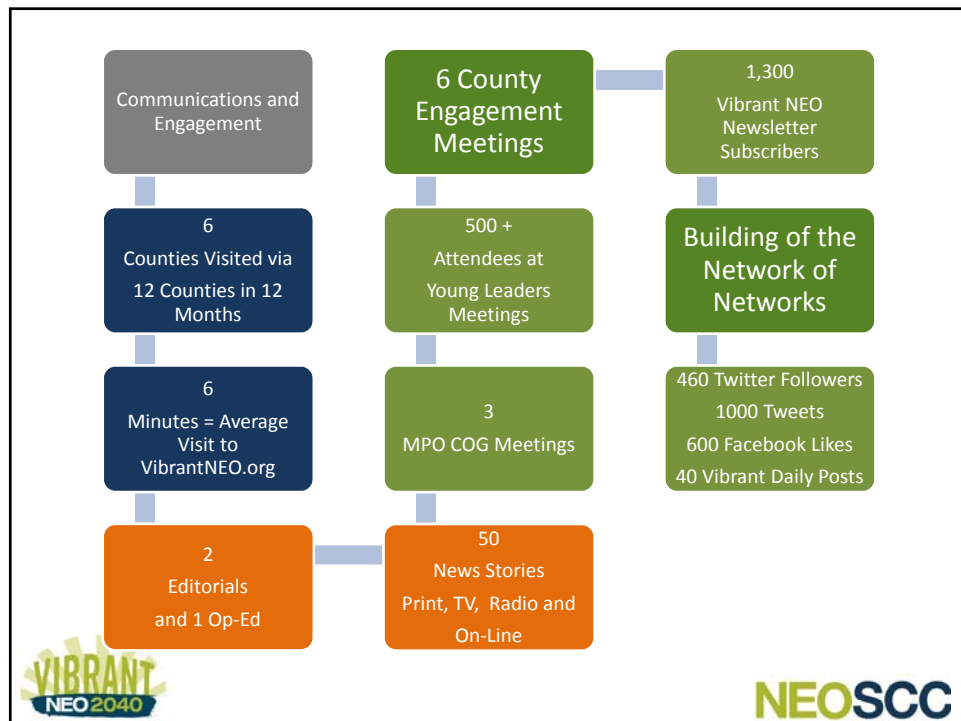 Communications and
Engagement
6
Counties Visited via
12 Counties in 12
Months
6
Minutes = Average
Visit to
VibrantNEO.org
2
Editorials
and 1 Op-Ed
50
News Stories
Print, TV, Radio and
On-Line
3
MPO COG Meetings
500 +
Attendees at
Young Leaders
Meetings
6 County
Engagement
Meetings
1,300
Vibrant NEO
Newsletter
Subscribers
Building of the
Network of
Networks
460 Twitter Followers
1000 Tweets
600 Facebook Likes
40 Vibrant Daily Posts
VIBRANT
NEO2040
NEOSCC